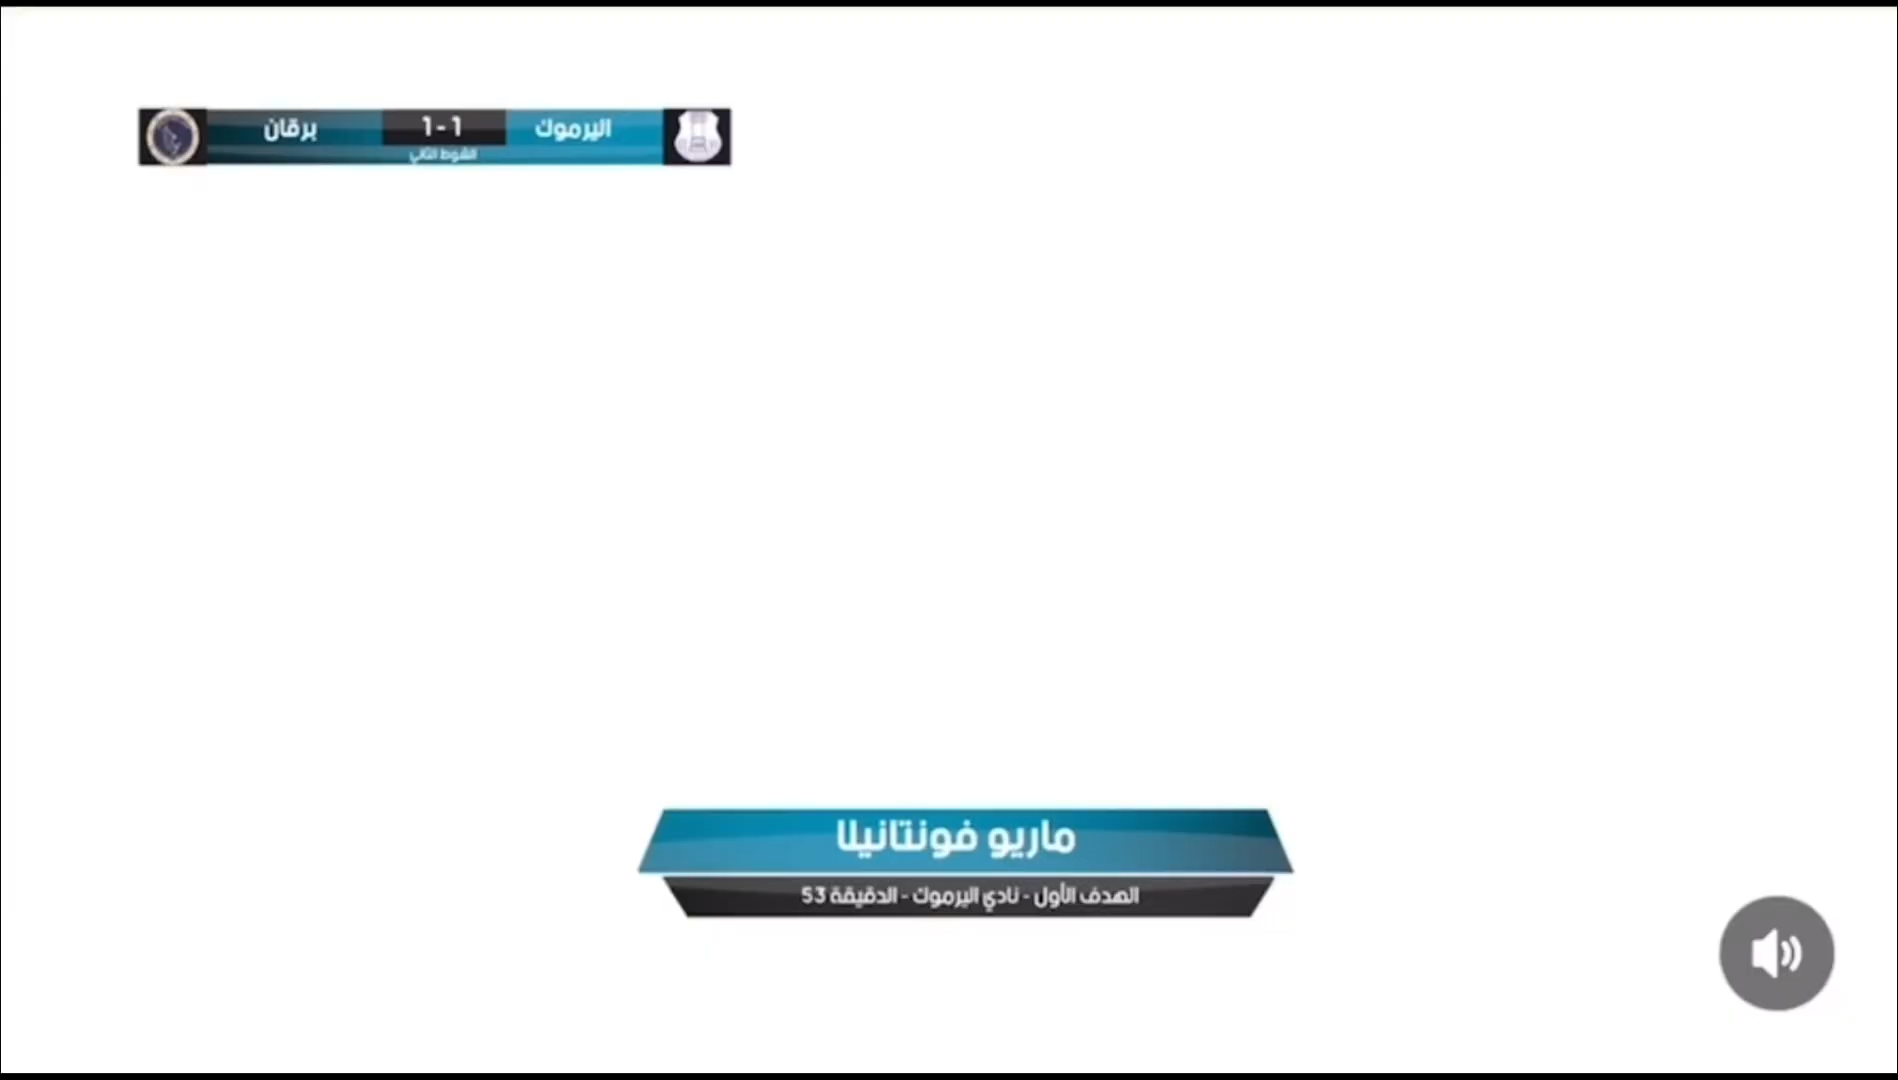 اليرموك 1-1 برقان
الشوط الثاني
ماريو فونتانيلا
الهدف الأول - نادي اليرموك - الدقيقة 53